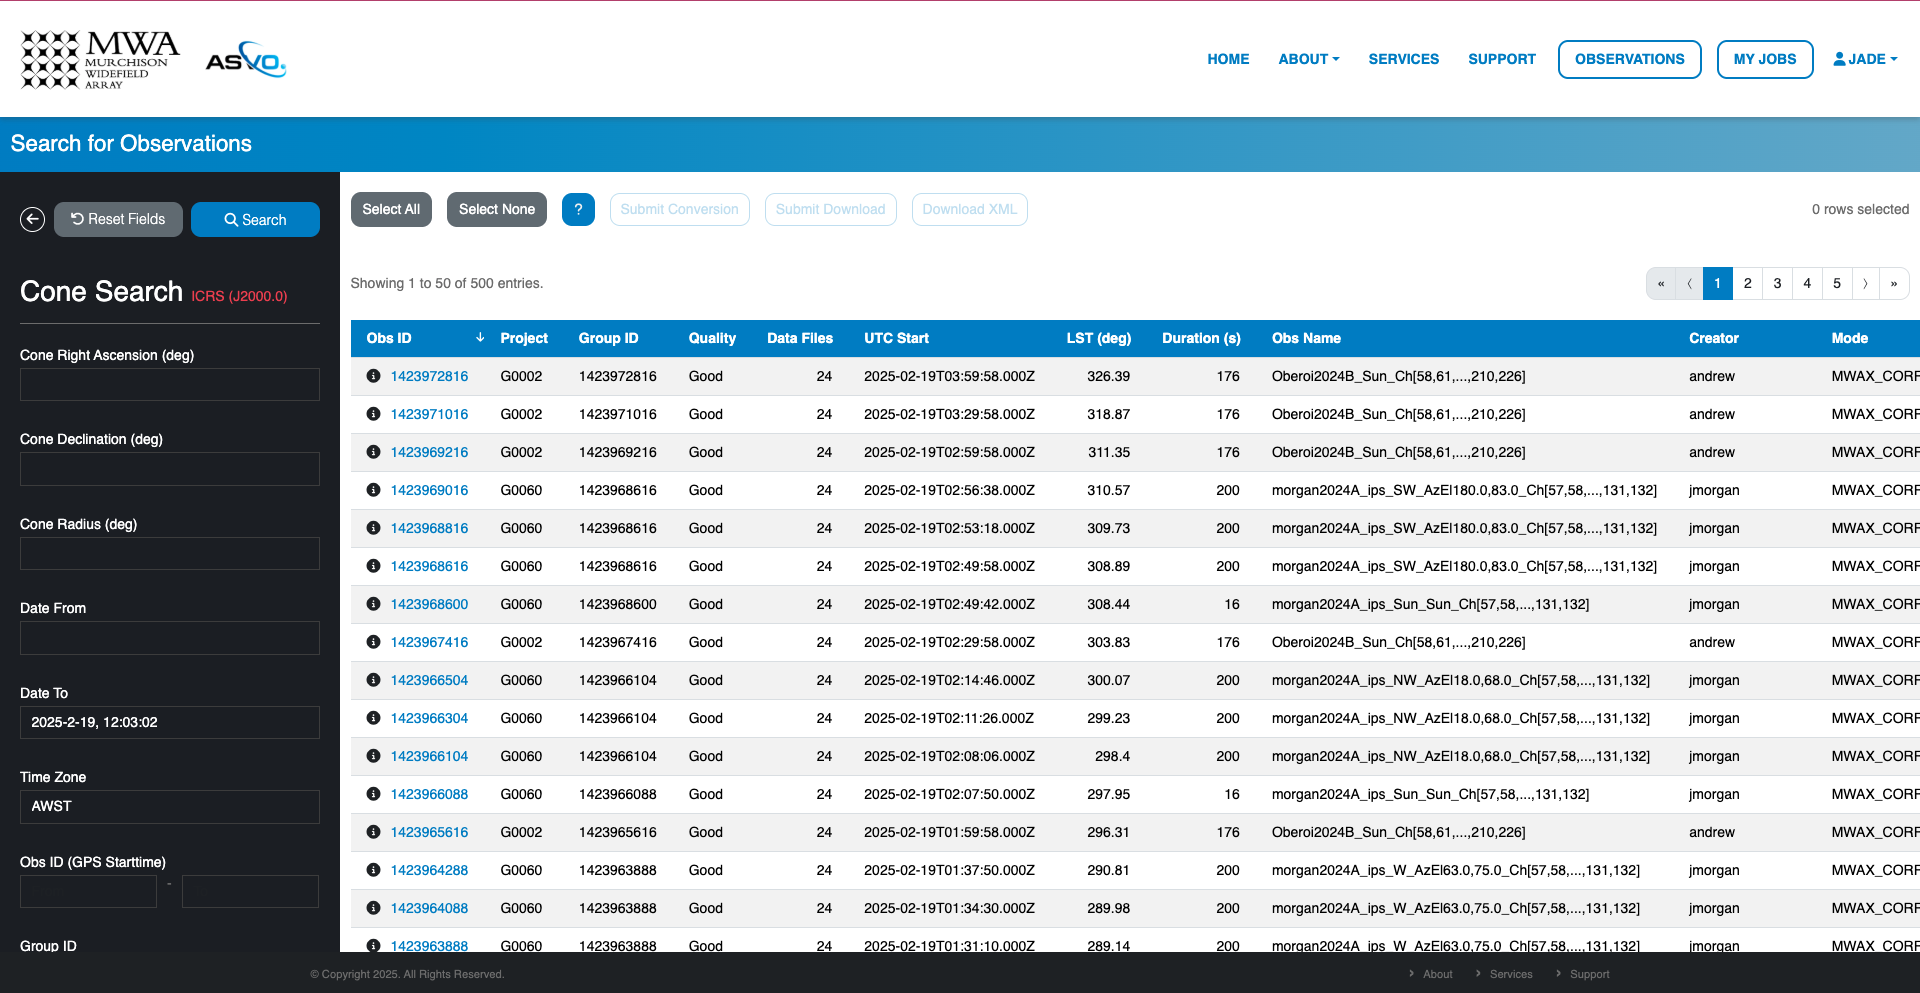 MWA
MURCHISON
WIDEFIELD
ARRAY
ASVO.
HOME ABOUT SERVICES SUPPORT OBSERVATIONS MY JOBS JADE
Search for Observations
Reset Fields Search
Select All Select None ? Submit Conversion Submit Download Download XML 0 rows selected
Cone Search ICRS (J2000.0)
Cone Right Ascension (deg)
Cone Declination (deg)
Cone Radius (deg)
Date From
Date To
2025-2-19, 12:03:02
Time Zone
AWST
Obs ID (GPS Starttime)
-
Group ID
Showing 1 to 50 of 500 entries. « 〈 1 2 3 4 5 〉 »
Obs ID ↓ Project Group ID Quality Data Files UTC Start LST (deg) Duration (s) Obs Name Creator Mode
1423972816 G0002 1423972816 Good 24 2025-02-19T03:59:58.000Z 326.39 176 Oberoi2024B_Sun_Ch[58,61,...,210,226] andrew MWAX_CORR
1423971016 G0002 1423971016 Good 24 2025-02-19T03:29:58.000Z 318.87 176 Oberoi2024B_Sun_Ch[58,61,...,210,226] andrew MWAX_CORR
1423969216 G0002 1423969216 Good 24 2025-02-19T02:59:58.000Z 311.35 176 Oberoi2024B_Sun_Ch[58,61,...,210,226] andrew MWAX_CORR
1423969016 G0060 1423968616 Good 24 2025-02-19T02:56:38.000Z 310.57 200 morgan2024A_ips_SW_AzEl180.0,83.0_Ch[57,58,...,131,132] jmorgan MWAX_CORR
1423968816 G0060 1423968616 Good 24 2025-02-19T02:53:18.000Z 309.73 200 morgan2024A_ips_SW_AzEl180.0,83.0_Ch[57,58,...,131,132] jmorgan MWAX_CORR
1423968616 G0060 1423968616 Good 24 2025-02-19T02:49:58.000Z 308.89 200 morgan2024A_ips_SW_AzEl180.0,83.0_Ch[57,58,...,131,132] jmorgan MWAX_CORR
1423968600 G0060 1423968600 Good 24 2025-02-19T02:49:42.000Z 308.44 16 morgan2024A_ips_Sun_Sun_Ch[57,58,...,131,132] jmorgan MWAX_CORR
1423967416 G0002 1423967416 Good 24 2025-02-19T02:29:58.000Z 303.83 176 Oberoi2024B_Sun_Ch[58,61,...,210,226] andrew MWAX_CORR
1423966504 G0060 1423966104 Good 24 2025-02-19T02:14:46.000Z 300.07 200 morgan2024A_ips_NW_AzEl18.0,68.0_Ch[57,58,...,131,132] jmorgan MWAX_CORR
1423966304 G0060 1423966104 Good 24 2025-02-19T02:11:26.000Z 299.23 200 morgan2024A_ips_NW_AzEl18.0,68.0_Ch[57,58,...,131,132] jmorgan MWAX_CORR
1423966104 G0060 1423966104 Good 24 2025-02-19T02:08:06.000Z 298.4 200 morgan2024A_ips_NW_AzEl18.0,68.0_Ch[57,58,...,131,132] jmorgan MWAX_CORR
1423966088 G0060 1423966088 Good 24 2025-02-19T02:07:50.000Z 297.95 16 morgan2024A_ips_Sun_Sun_Ch[57,58,...,131,132] jmorgan MWAX_CORR
1423965616 G0002 1423965616 Good 24 2025-02-19T01:59:58.000Z 296.31 176 Oberoi2024B_Sun_Ch[58,61,...,210,226] andrew MWAX_CORR
1423964288 G0060 1423963888 Good 24 2025-02-19T01:37:50.000Z 290.81 200 morgan2024A_ips_W_AzEl63.0,75.0_Ch[57,58,...,131,132] jmorgan MWAX_CORR
1423964088 G0060 1423963888 Good 24 2025-02-19T01:34:30.000Z 289.98 200 morgan2024A_ips_W_AzEl63.0,75.0_Ch[57,58,...,131,132] jmorgan MWAX_CORR
1423963888 G0060 1423963888 Good 24 2025-02-19T01:31:10.000Z 289.14 200 morgan2024A_ips_W_AzEl63.0,75.0_Ch[57,58,...,131,132] jmorgan MWAX_CORR
© Copyright 2025. All Rights Reserved. About Services Support